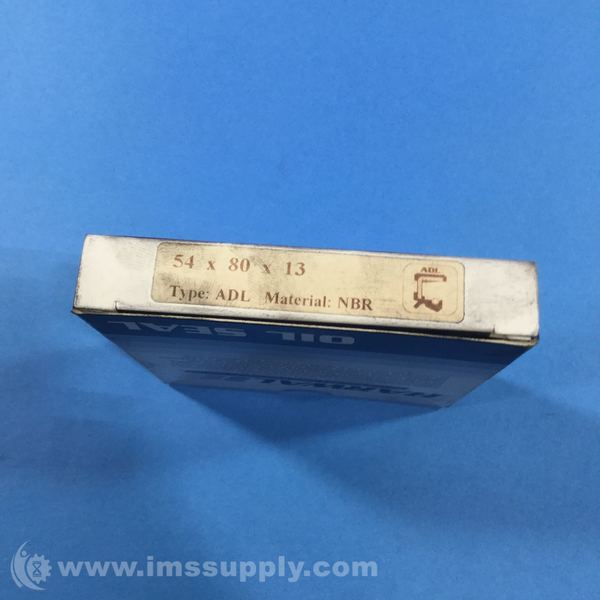 54 x 80 x 13
Type: ADL Material: NBR
ADL
OIL SEAL
www.imssupply.com